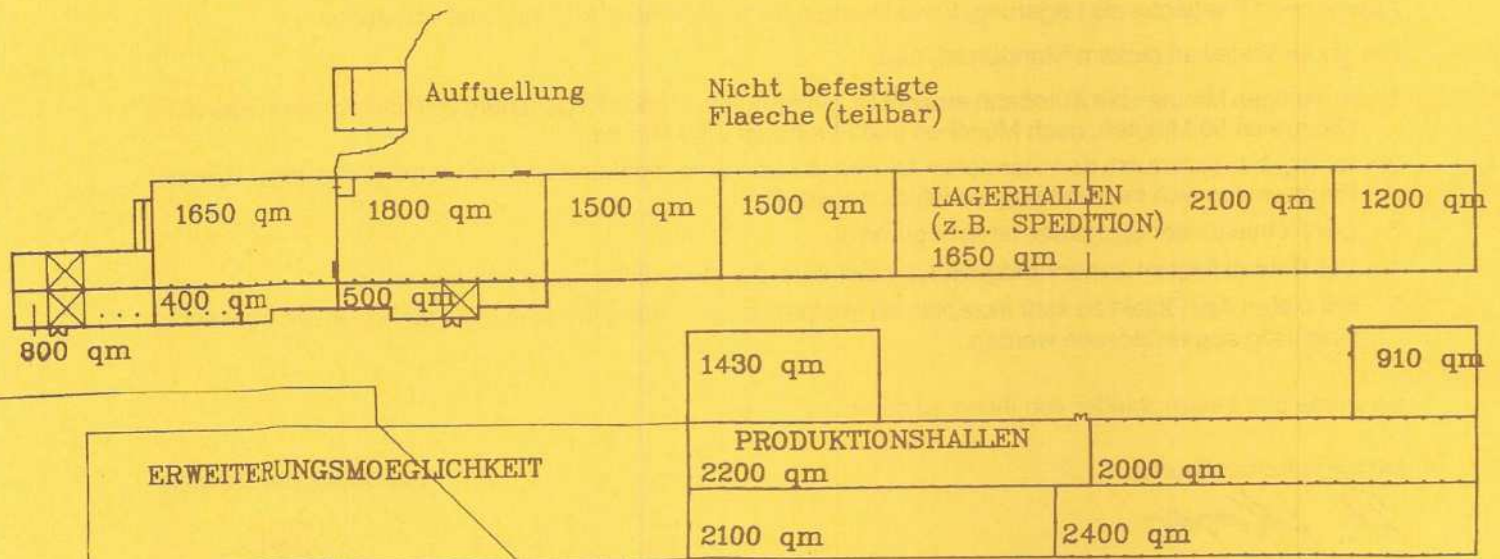 Auffuellung
Nicht befestigte
Flaeche (teilbar)
1650 qm
1800 qm
1500 qm
1500 qm
LAGERHALLEN
(z.B. SPEDITION)
1650 qm
2100 qm
1200 qm
400 qm
500 qm
800 qm
1430 qm
910 qm
PRODUKTIONSHALLEN
2200 qm
2000 qm
ERWEITERUNGSMOEGLICHKEIT
2100 qm
2400 qm